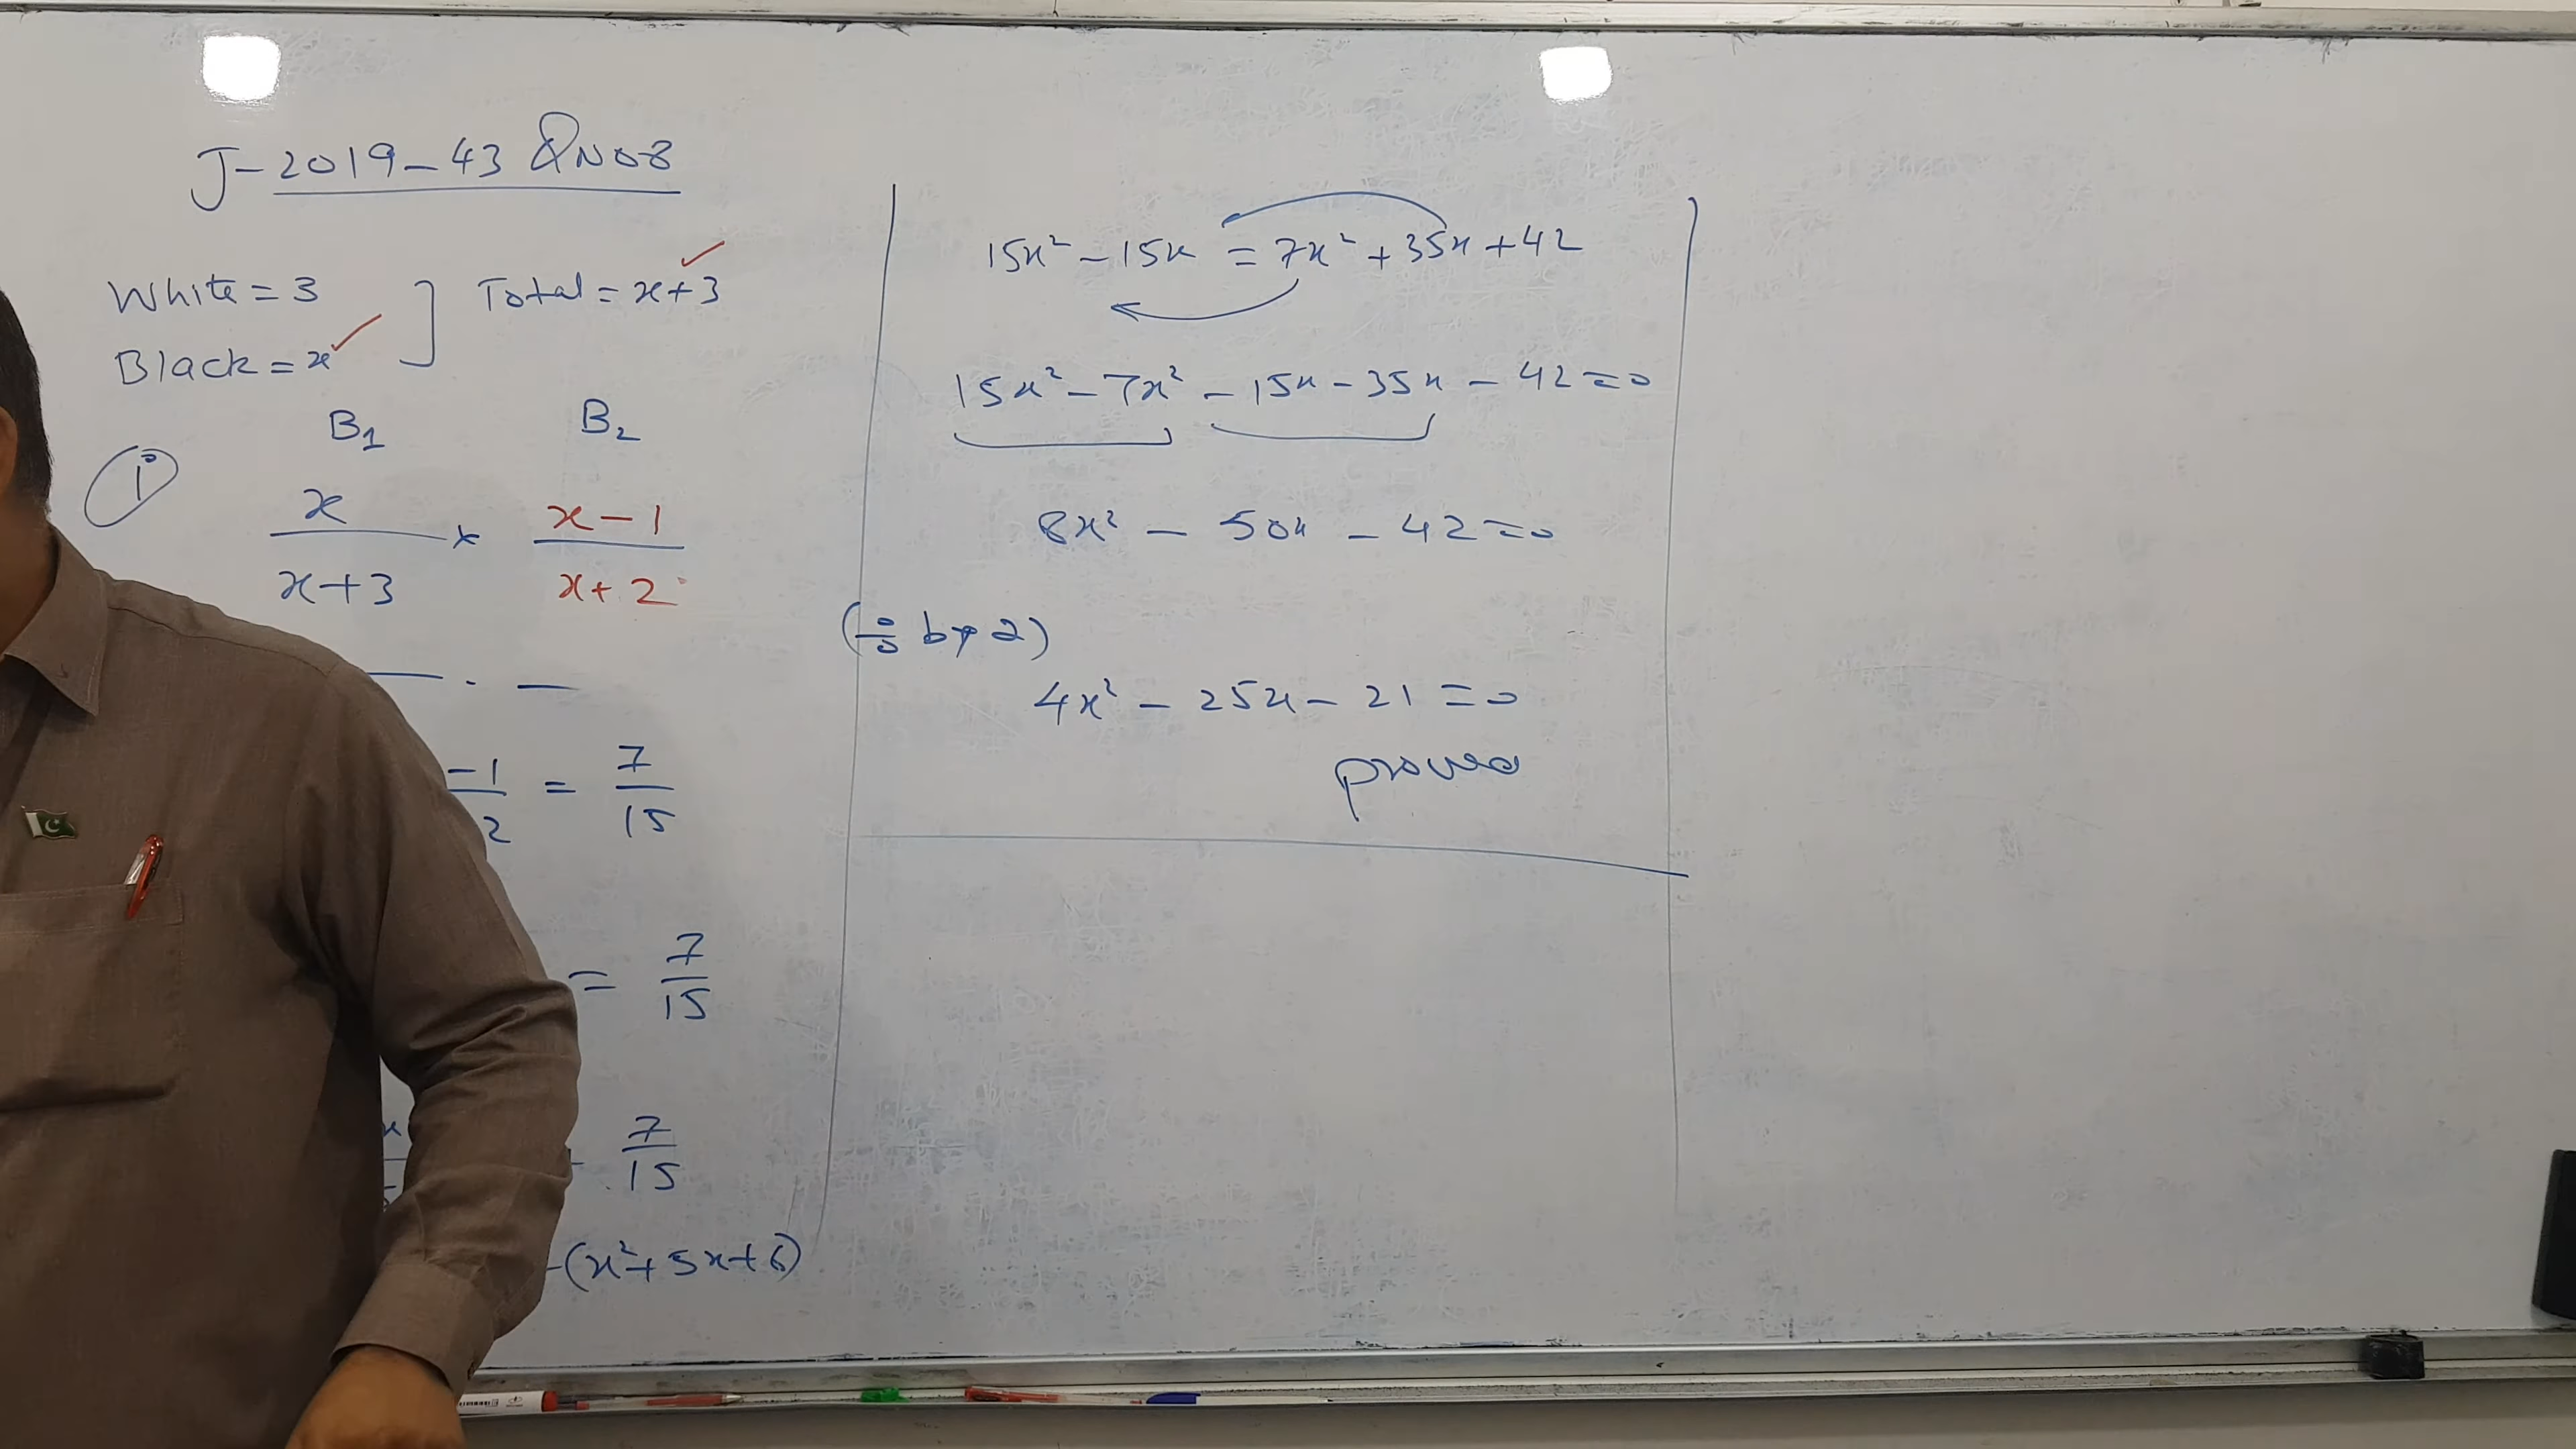 J-2019-43 QNO8
White = 3
Black = x
] Total = x+3
B₁ B₂
i
x/(x+3) × (x-1)/(x+2)
-1/2 = 7/15
= 7/15
x
7/15
(x²+5x+6)
15x² - 15x = 7x² + 35x + 42
15x² - 7x² - 15x - 35x - 42 = 0
8x² - 50x - 42 = 0
(÷ by 2)
4x² - 25x - 21 = 0
proved